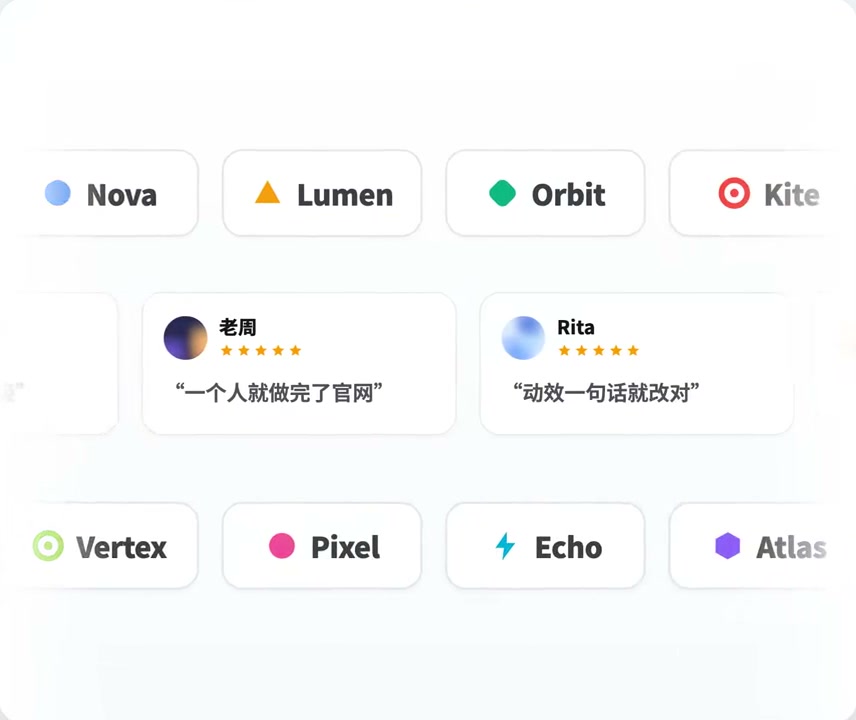 Nova
Lumen
Orbit
Kite
老周
“一个人就做完了官网”
Rita
“动效一句话就改对”
Vertex
Pixel
Echo
Atlas